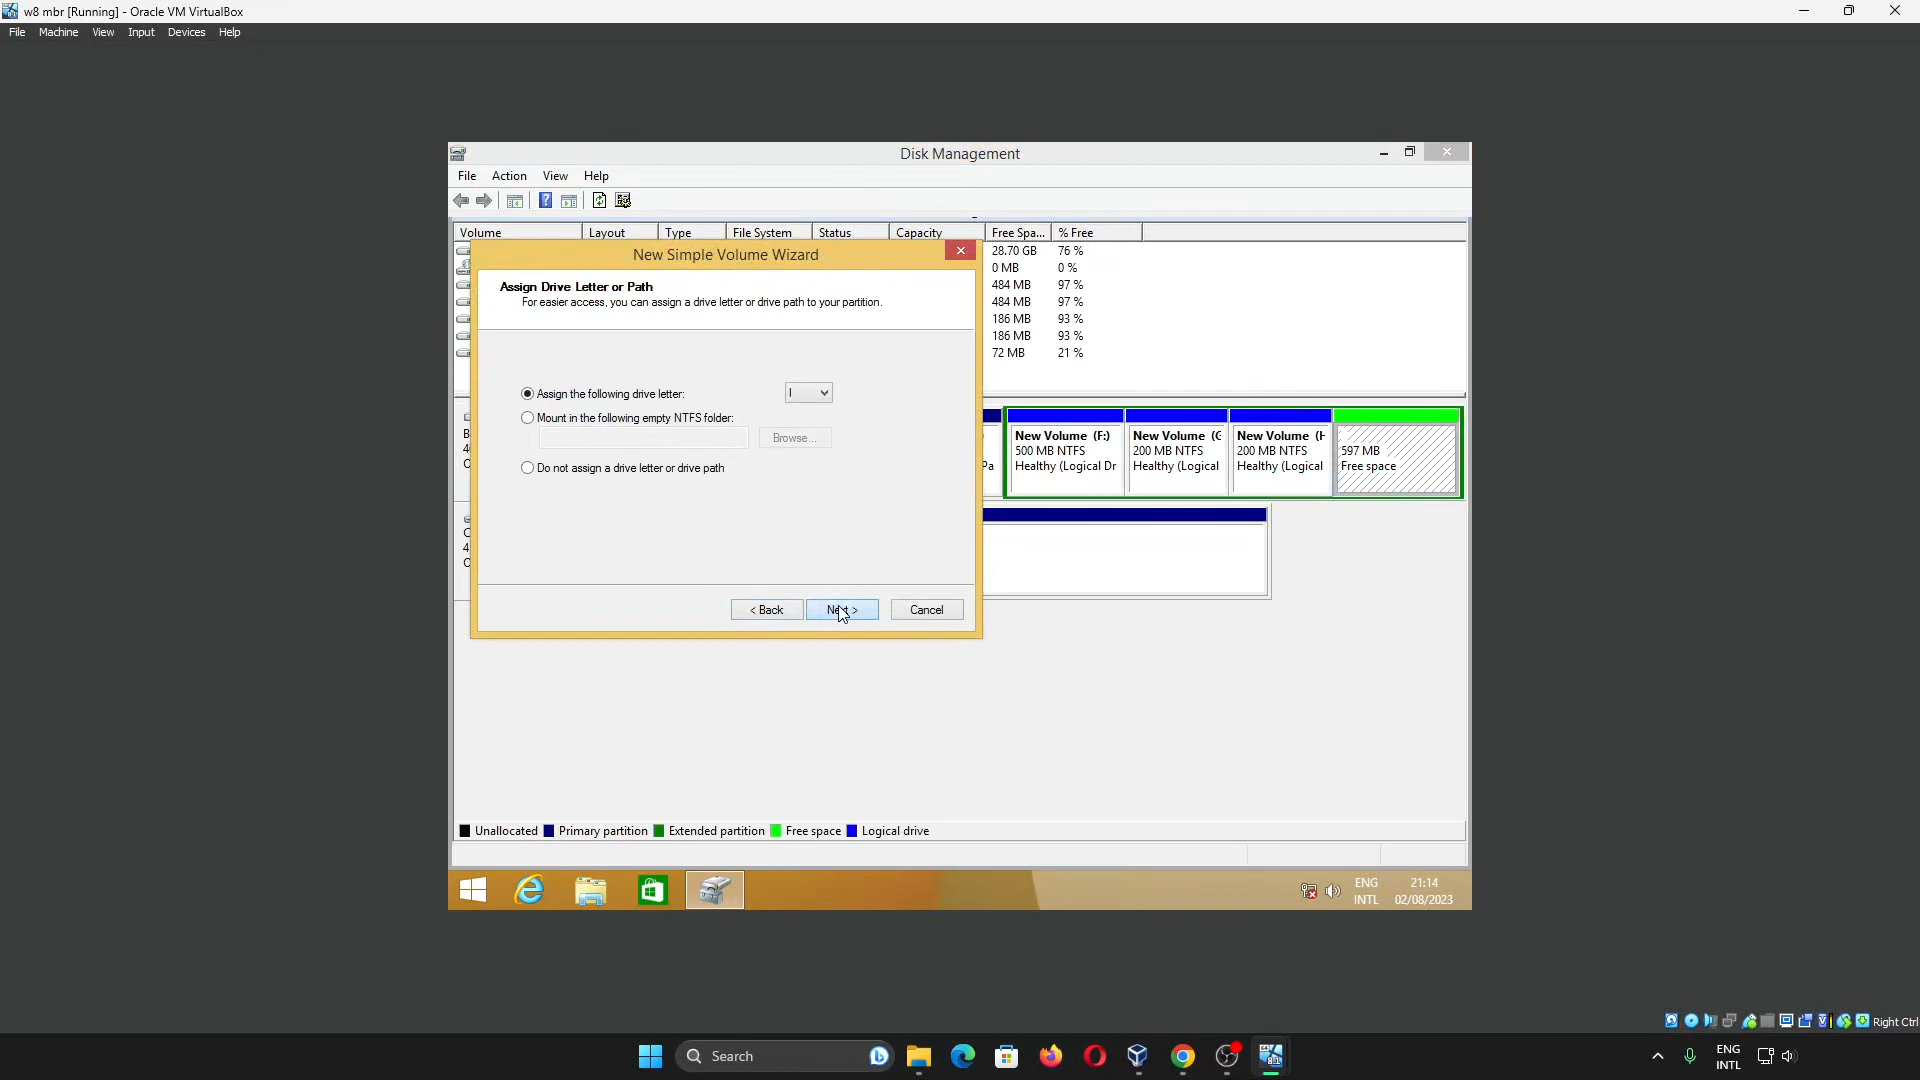 w8 mbr [Running] - Oracle VM VirtualBox
File Machine View Input Devices Help
Disk Management
File Action View Help
Volume Layout Type File System Status Capacity Free Spa... % Free
28.70 GB 76 %
0 MB 0 %
484 MB 97 %
484 MB 97 %
186 MB 93 %
186 MB 93 %
72 MB 21 %
New Simple Volume Wizard
Assign Drive Letter or Path
For easier access, you can assign a drive letter or drive path to your partition.
Assign the following drive letter: I
Mount in the following empty NTFS folder:
Browse...
Do not assign a drive letter or drive path
< Back Next > Cancel
New Volume (F:)
500 MB NTFS
Healthy (Logical Dr
New Volume (G
200 MB NTFS
Healthy (Logical
New Volume (H
200 MB NTFS
Healthy (Logical
597 MB
Free space
Unallocated Primary partition Extended partition Free space Logical drive
ENG
INTL
21:14
02/08/2023
Right Ctrl
Search
ENG
INTL